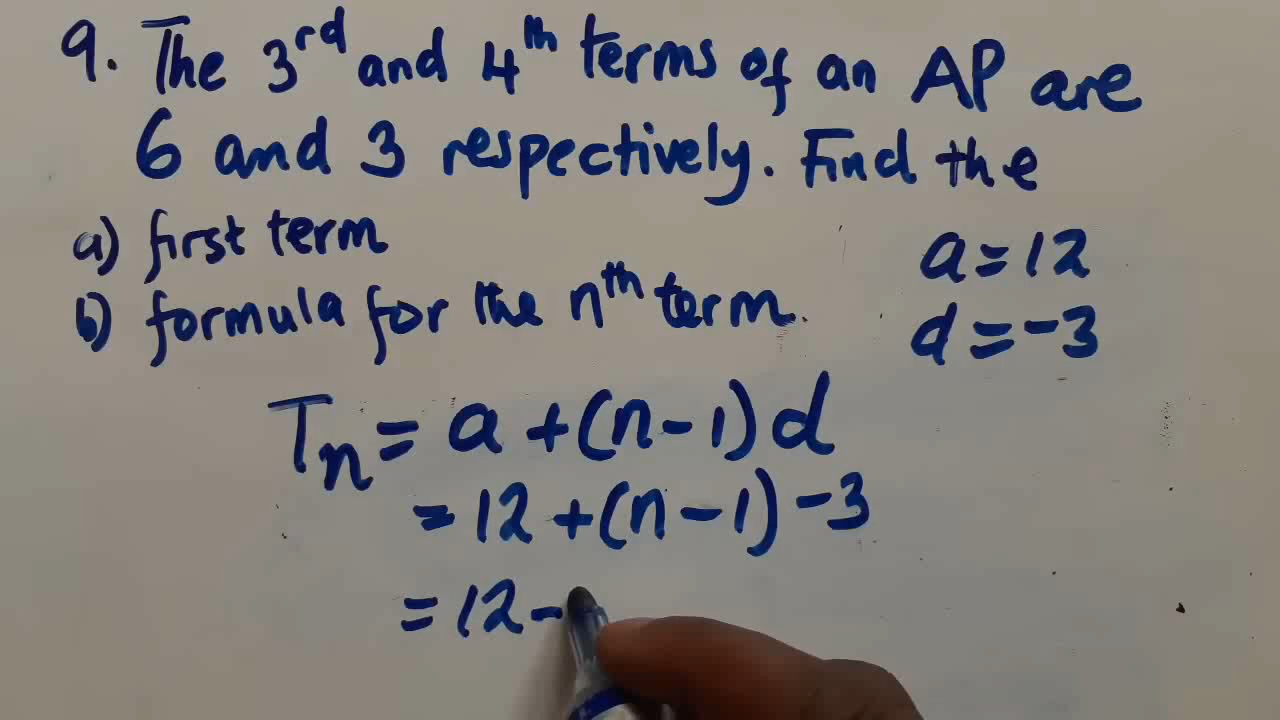 9. The 3rd and 4th terms of an AP are
6 and 3 respectively. Find the
a) first term
b) formula for the nth term.
a = 12
d = -3
Tn = a + (n - 1) d
= 12 + (n - 1) - 3
= 12 -